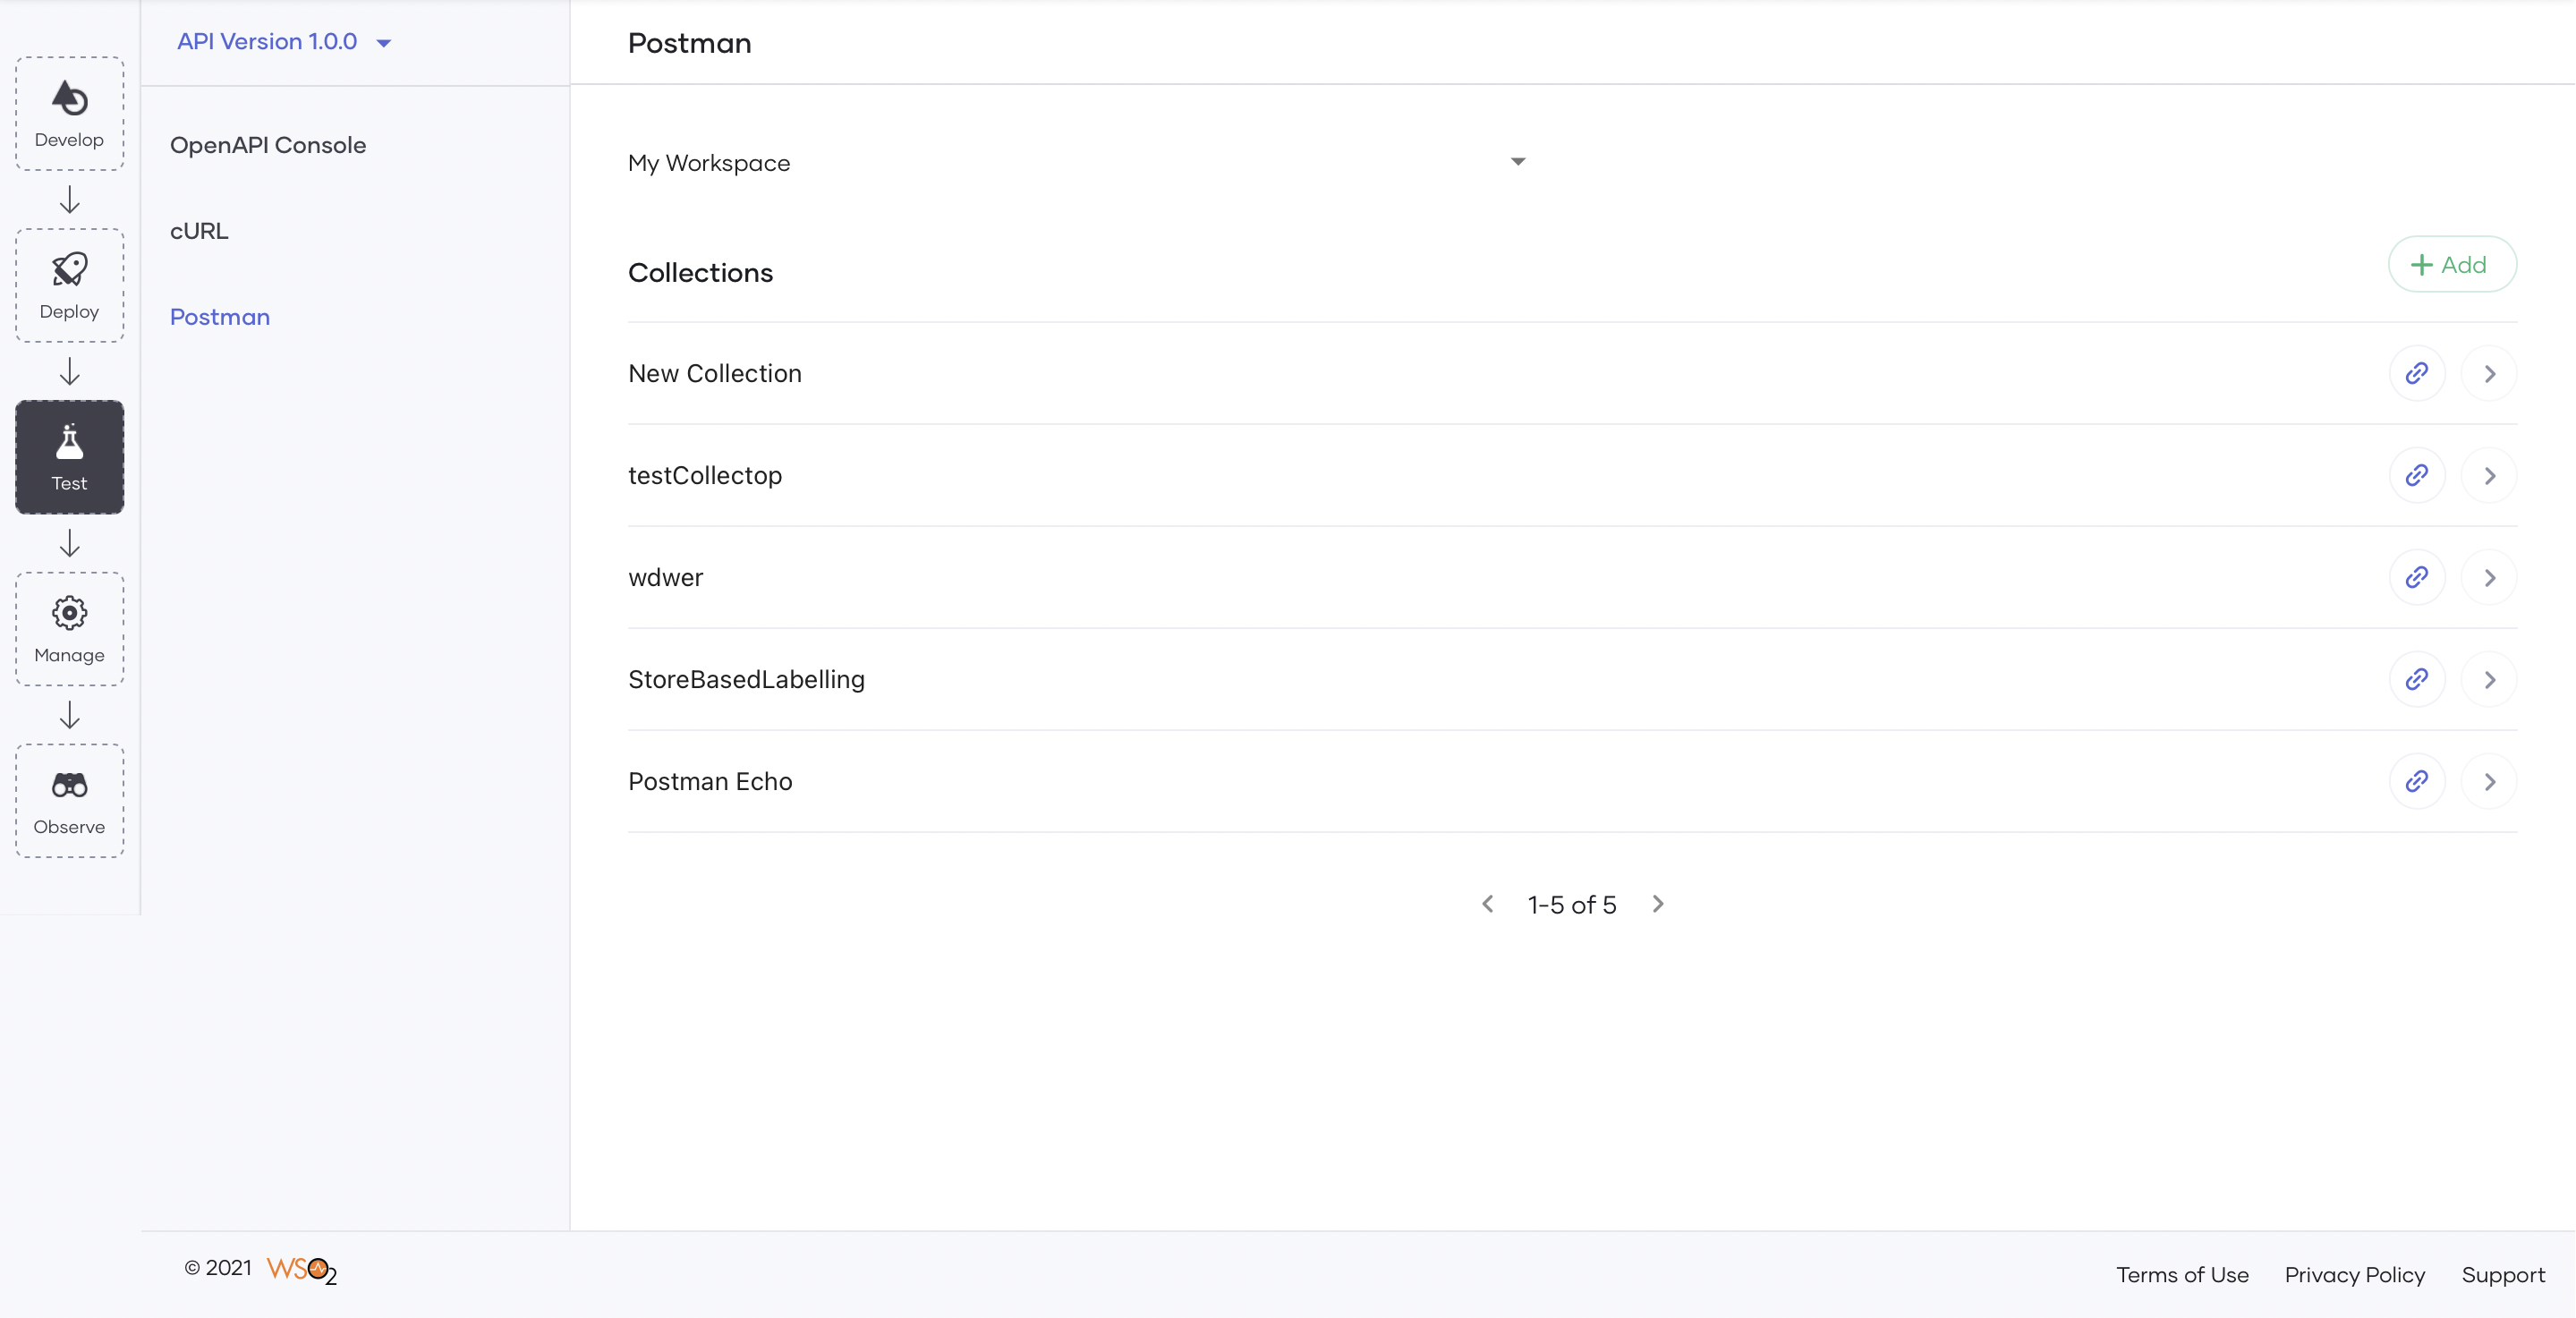 Develop
Deploy
Test
Manage
Observe
API Version 1.0.0
OpenAPI Console
cURL
Postman
Postman
My Workspace
Collections
Add
New Collection
testCollectop
wdwer
StoreBasedLabelling
Postman Echo
1-5 of 5
© 2021 WSO2
Terms of Use
Privacy Policy
Support